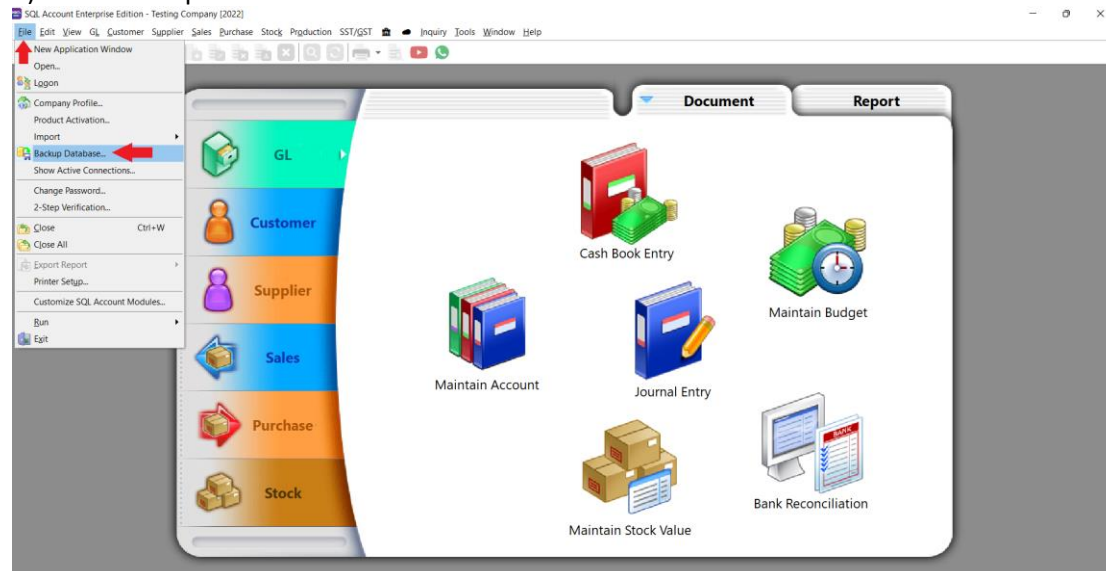 SQL Account Enterprise Edition - Testing Company [2022]
File Edit View GL Customer Supplier Sales Purchase Stock Production SST/GST Inquiry Tools Window Help
New Application Window
Open...
Logon
Company Profile...
Product Activation...
Import
Backup Database...
Show Active Connections...
Change Password...
2-Step Verification...
Close Ctrl+W
Close All
Export Report
Printer Setup...
Customize SQL Account Modules...
Run
Exit
Document Report
GL
Customer
Supplier
Sales
Purchase
Stock
Cash Book Entry
Maintain Budget
Maintain Account
Journal Entry
BANK
Bank Reconciliation
Maintain Stock Value